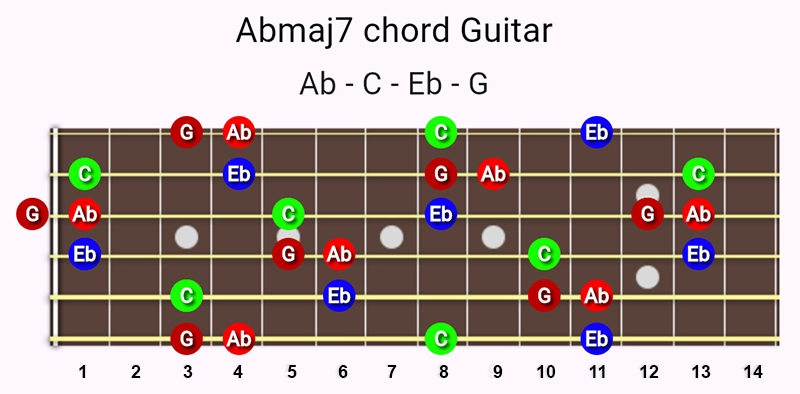 Abmaj7 chord Guitar
Ab - C - Eb - G
G Ab C Eb
C Eb G Ab C
G Ab C Eb G Ab
Eb G Ab C Eb
C Eb G Ab
G Ab C Eb
1 2 3 4 5 6 7 8 9 10 11 12 13 14